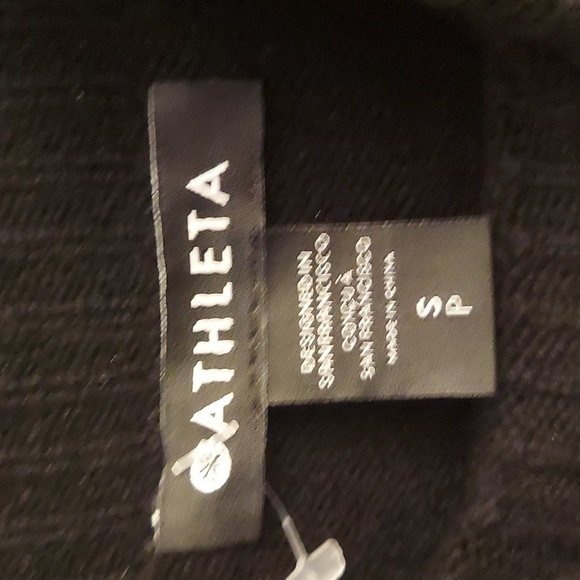 ATHLETA
DESIGNED IN
SAN FRANCISCO
CONÇU À
SAN FRANCISCO
MADE IN CHINA
S
P